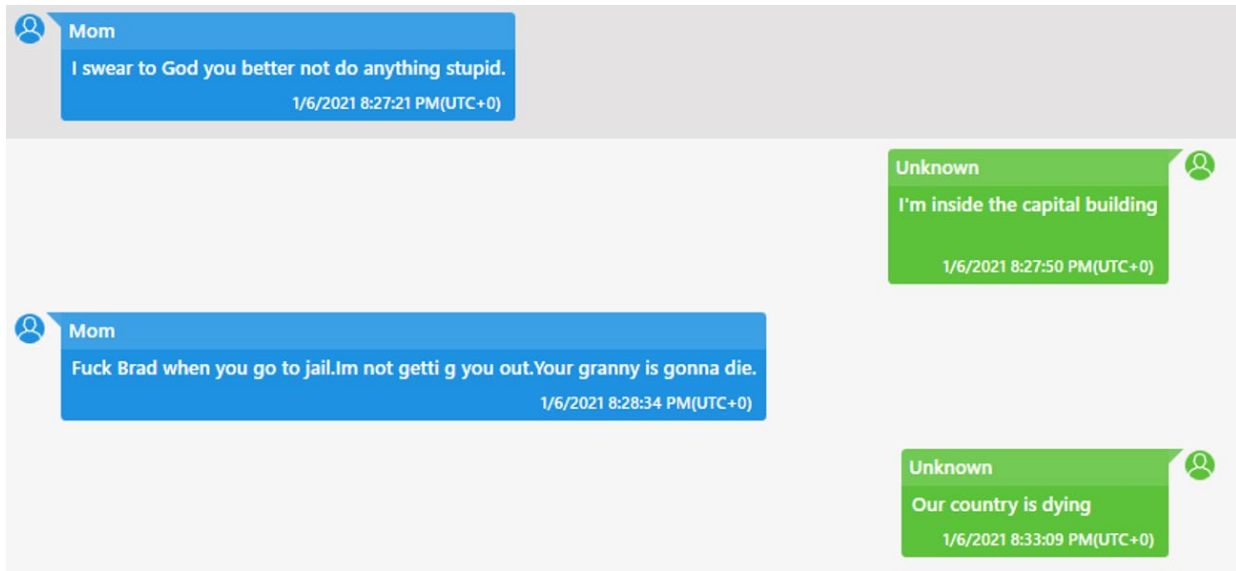 Mom
I swear to God you better not do anything stupid.
1/6/2021 8:27:21 PM(UTC+0)
Unknown
I'm inside the capital building
1/6/2021 8:27:50 PM(UTC+0)
Mom
Fuck Brad when you go to jail.Im not getti g you out.Your granny is gonna die.
1/6/2021 8:28:34 PM(UTC+0)
Unknown
Our country is dying
1/6/2021 8:33:09 PM(UTC+0)